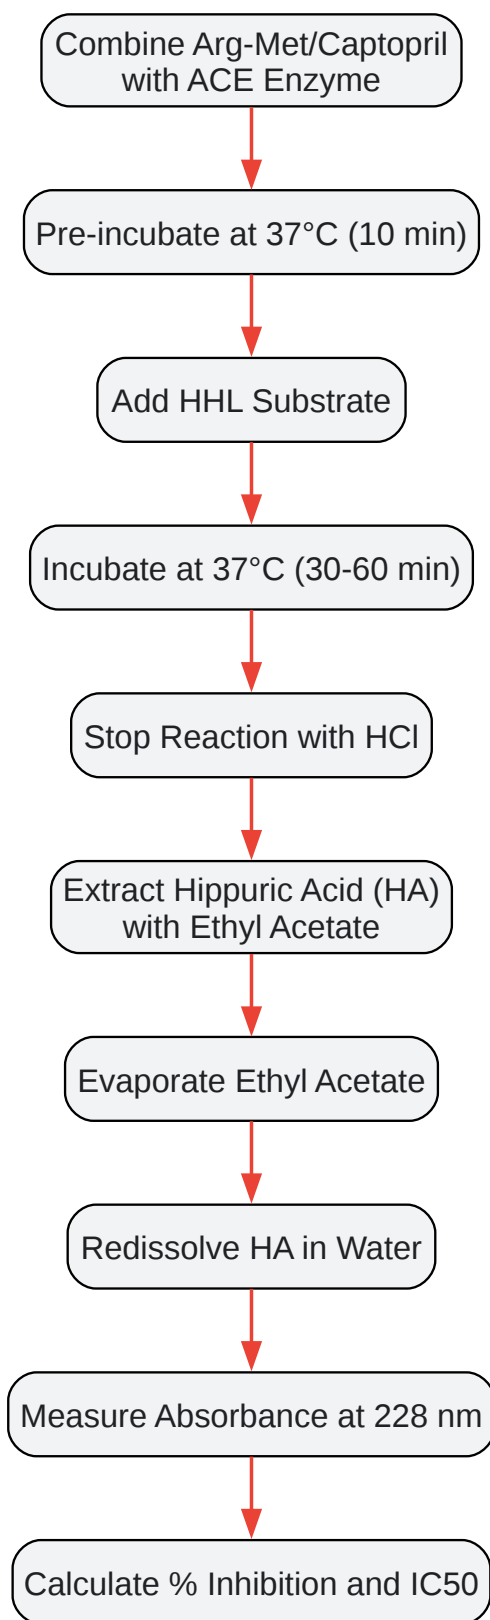 Combine Arg-Met/Captopril
with ACE Enzyme
Pre-incubate at 37°C (10 min)
Add HHL Substrate
Incubate at 37°C (30-60 min)
Stop Reaction with HCl
Extract Hippuric Acid (HA)
with Ethyl Acetate
Evaporate Ethyl Acetate
Redissolve HA in Water
Measure Absorbance at 228 nm
Calculate % Inhibition and IC50